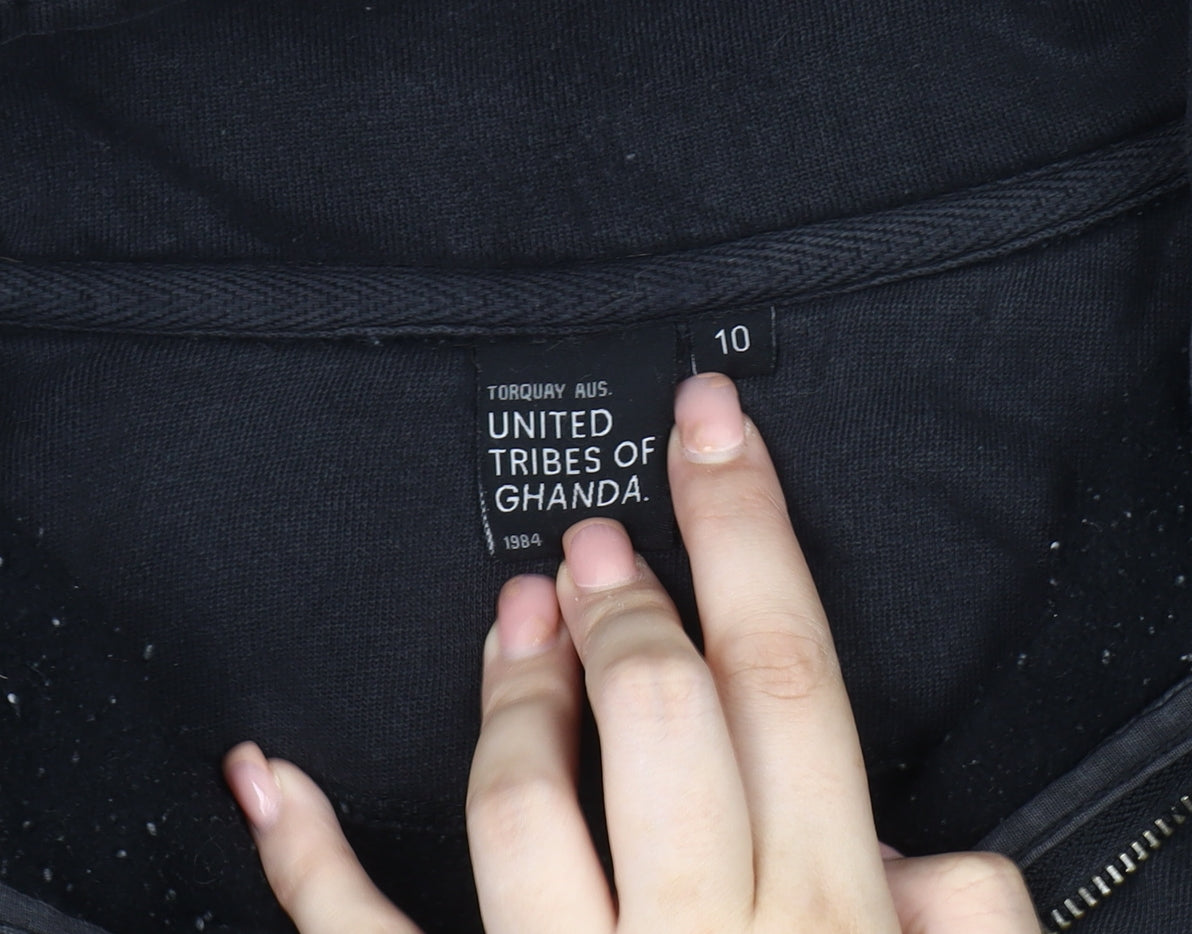 10
TORQUAY AUS.
UNITED
TRIBES OF
GHANDA.
1984